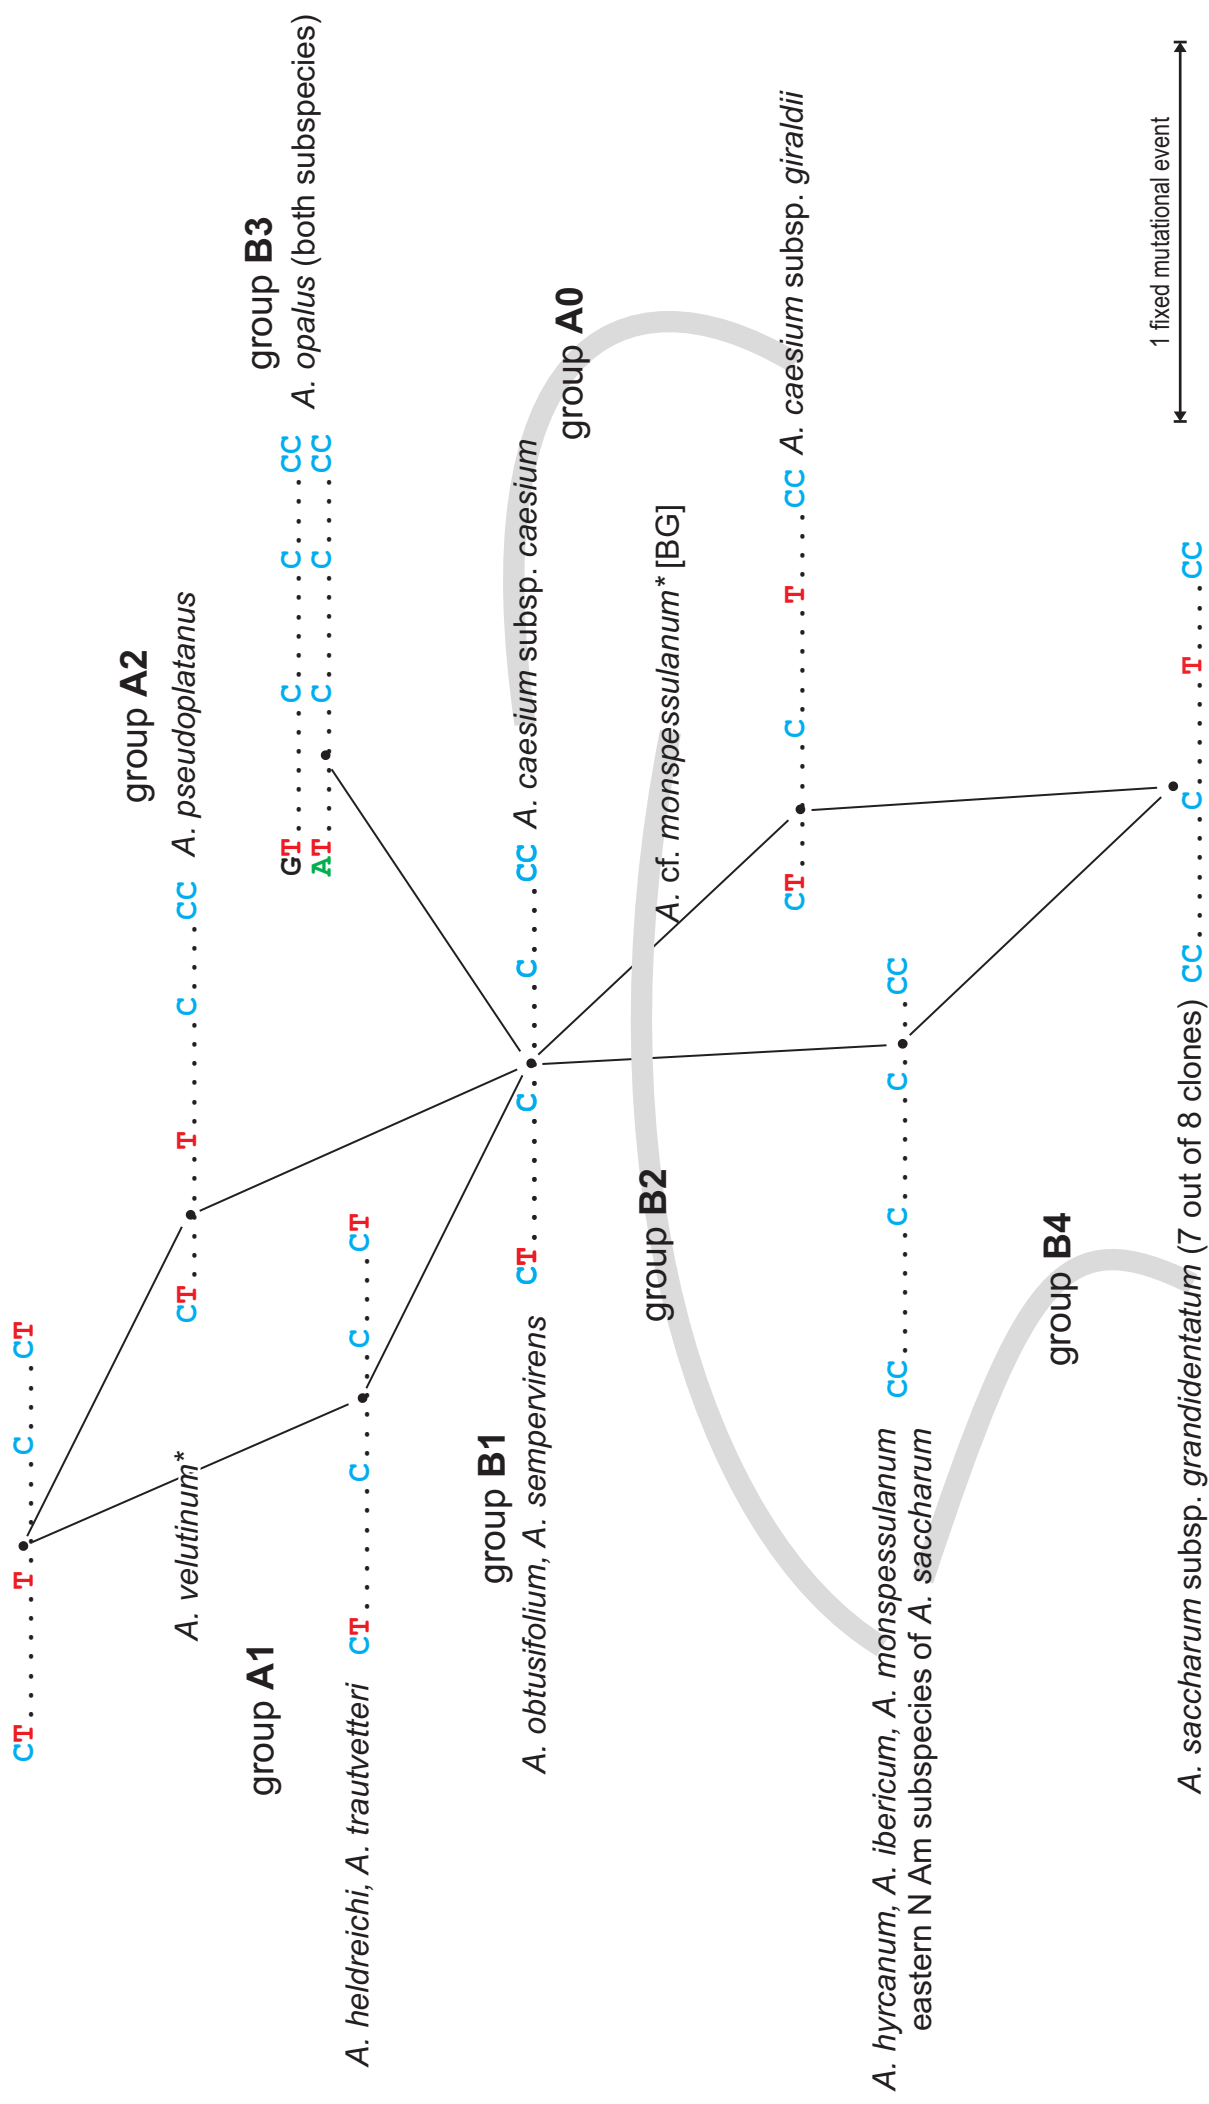 CT.......T......C....CT
group A2
CT.......T......C....CC A. pseudoplatanus
A. velutinum*
group B3
group A1
GT.......C......C....CC
AT.......C......C....CC
A. opalus (both subspecies)
A. heldreichi, A. trautvetteri CT.......C......C....CT
group B1
A. obtusifolium, A. sempervirens CT.......C......C....CC A. caesium subsp. caesium
group A0
group B2
A. cf. monspessulanum* [BG]
CT.......C......T....CC A. caesium subsp. giraldii
A. hyrcanum, A. ibericum, A. monspessulanum
eastern N Am subspecies of A. saccharum
CC.......C......C....CC
group B4
1 fixed mutational event
A. saccharum subsp. grandidentatum (7 out of 8 clones) CC.......C......T....CC